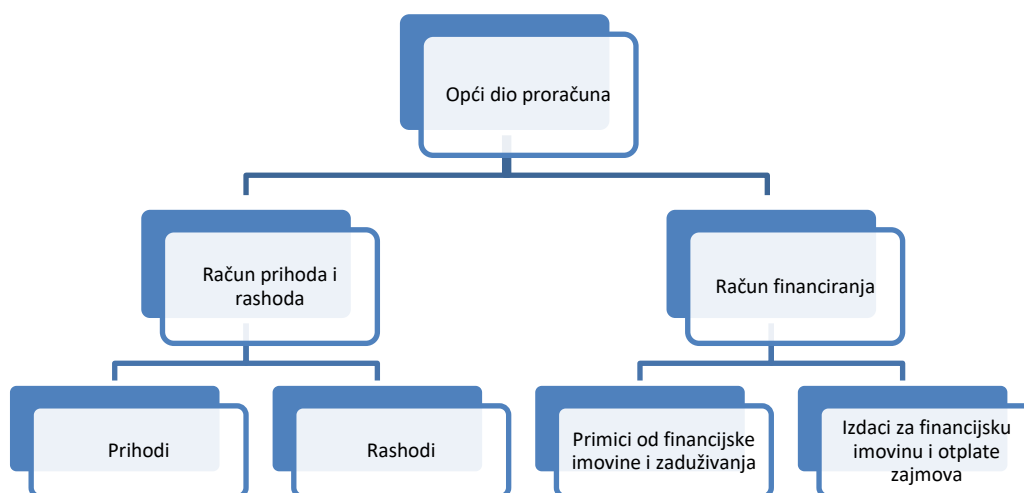 Opći dio proračuna
Račun prihoda i
rashoda
Račun financiranja
Prihodi
Rashodi
Primici od financijske
imovine i zaduživanja
Izdaci za financijsku
imovinu i otplate
zajmova